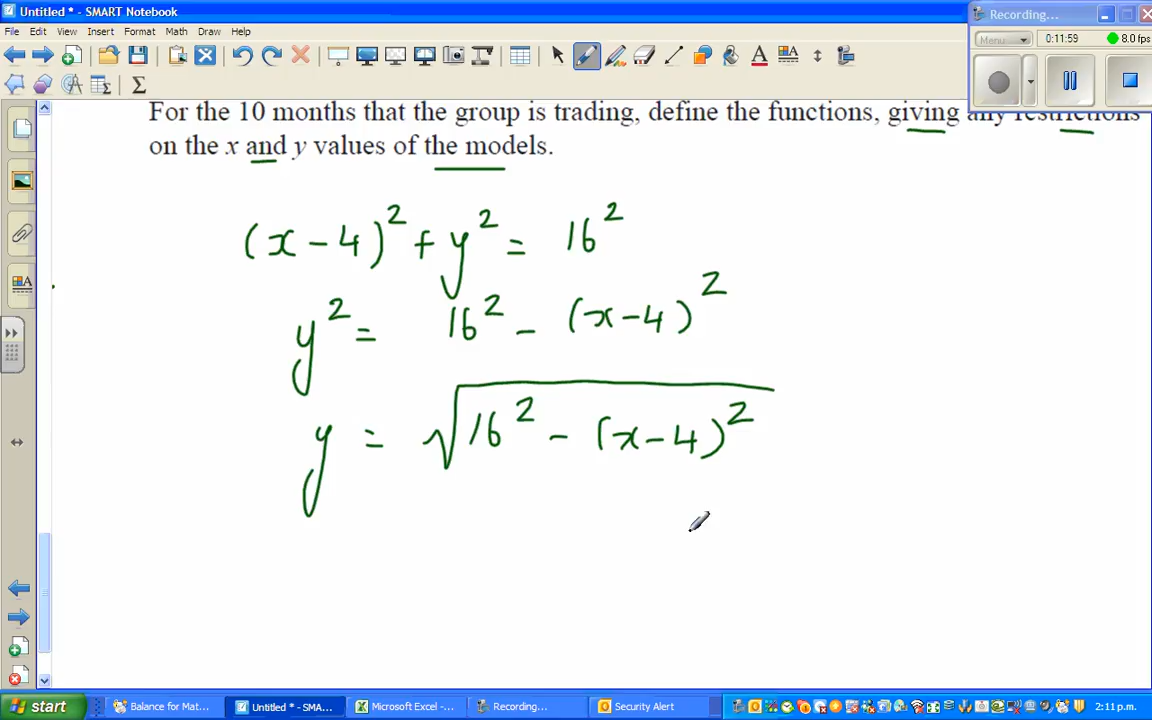 Untitled * - SMART Notebook
Recording...
File Edit View Insert Format Math Draw Help
Menu 0:11:59 8.0 fps
For the 10 months that the group is trading, define the functions, giving any restrictions
on the x and y values of the models.
(x-4)² + y² = 16²
y² = 16² - (x-4)²
y = √16² - (x-4)²
start Balance for Mat... Untitled * - SMA... Microsoft Excel -... Recording... Security Alert 2:11 p.m.